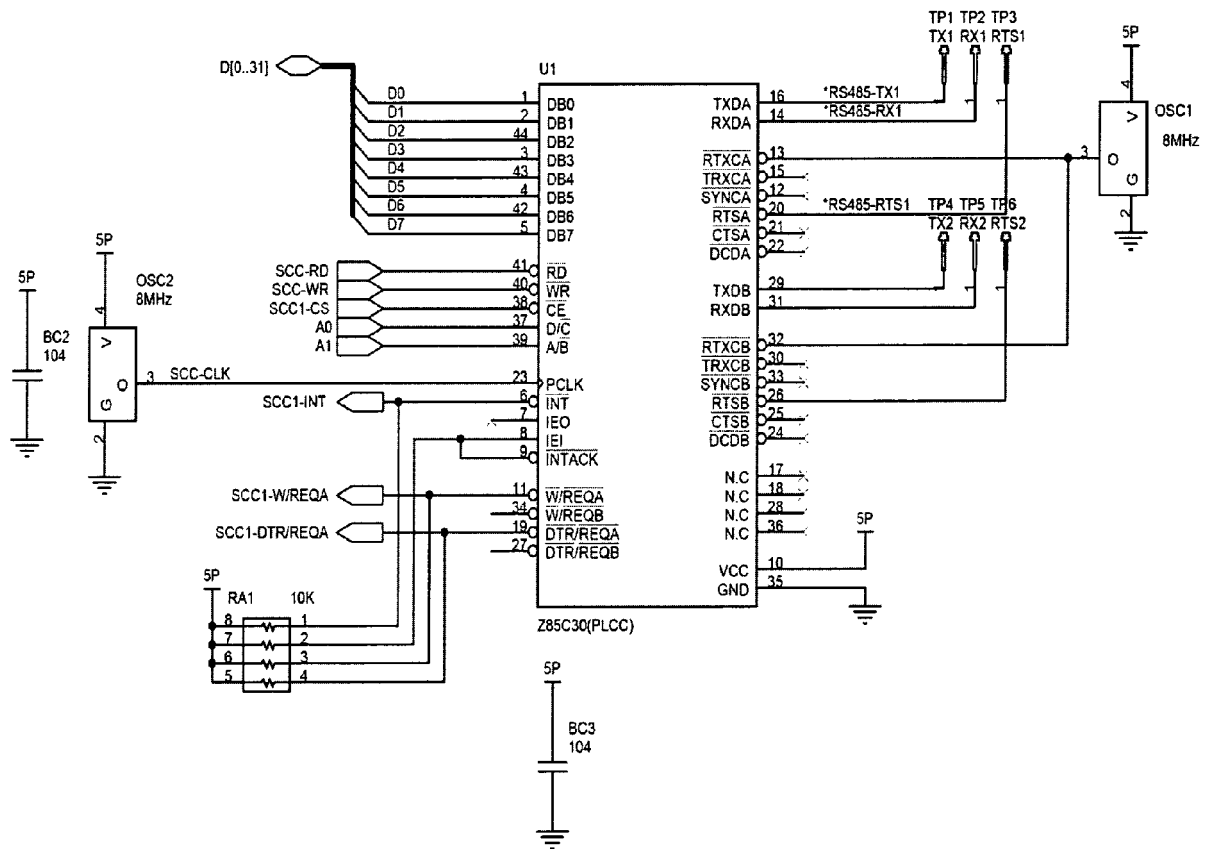 TP1 TP2 TP3
TX1 RX1 RTS1
5P
D[0..31]
U1
OSC1
8MHz
4
V
O
G
3
2
D0 1 DB0
D1 2 DB1
D2 44 DB2
D3 3 DB3
D4 43 DB4
D5 4 DB5
D6 42 DB6
D7 5 DB7
TXDA 16 *RS485-TX1
RXDA 14 *RS485-RX1
1 1
RTXCA 13
TRXCA 15
SYNCA 12
RTSA 20 *RS485-RTS1
CTSA 21
DCDA 22
TP4 TP5 TP6
TX2 RX2 RTS2
TXDB 29
RXDB 31
1 1
RTXCB 32
TRXCB 30
SYNCB 33
RTSB 26
CTSB 25
DCDB 24
N.C 17
N.C 18
N.C 28
N.C 36
5P
VCC 10
GND 35
SCC-RD 41 RD
SCC-WR 40 WR
SCC1-CS 38 CE
A0 37 D/C
A1 39 A/B
5P
5P
OSC2
8MHz
BC2
104
4
V
O
G
3
2
SCC-CLK 23 PCLK
SCC1-INT 6 INT
7 IEO
8 IEI
9 INTACK
SCC1-W/REQA 11 W/REQA
34 W/REQB
SCC1-DTR/REQA 19 DTR/REQA
27 DTR/REQB
Z85C30(PLCC)
5P
RA1 10K
8 1
7 2
6 3
5 4
5P
BC3
104